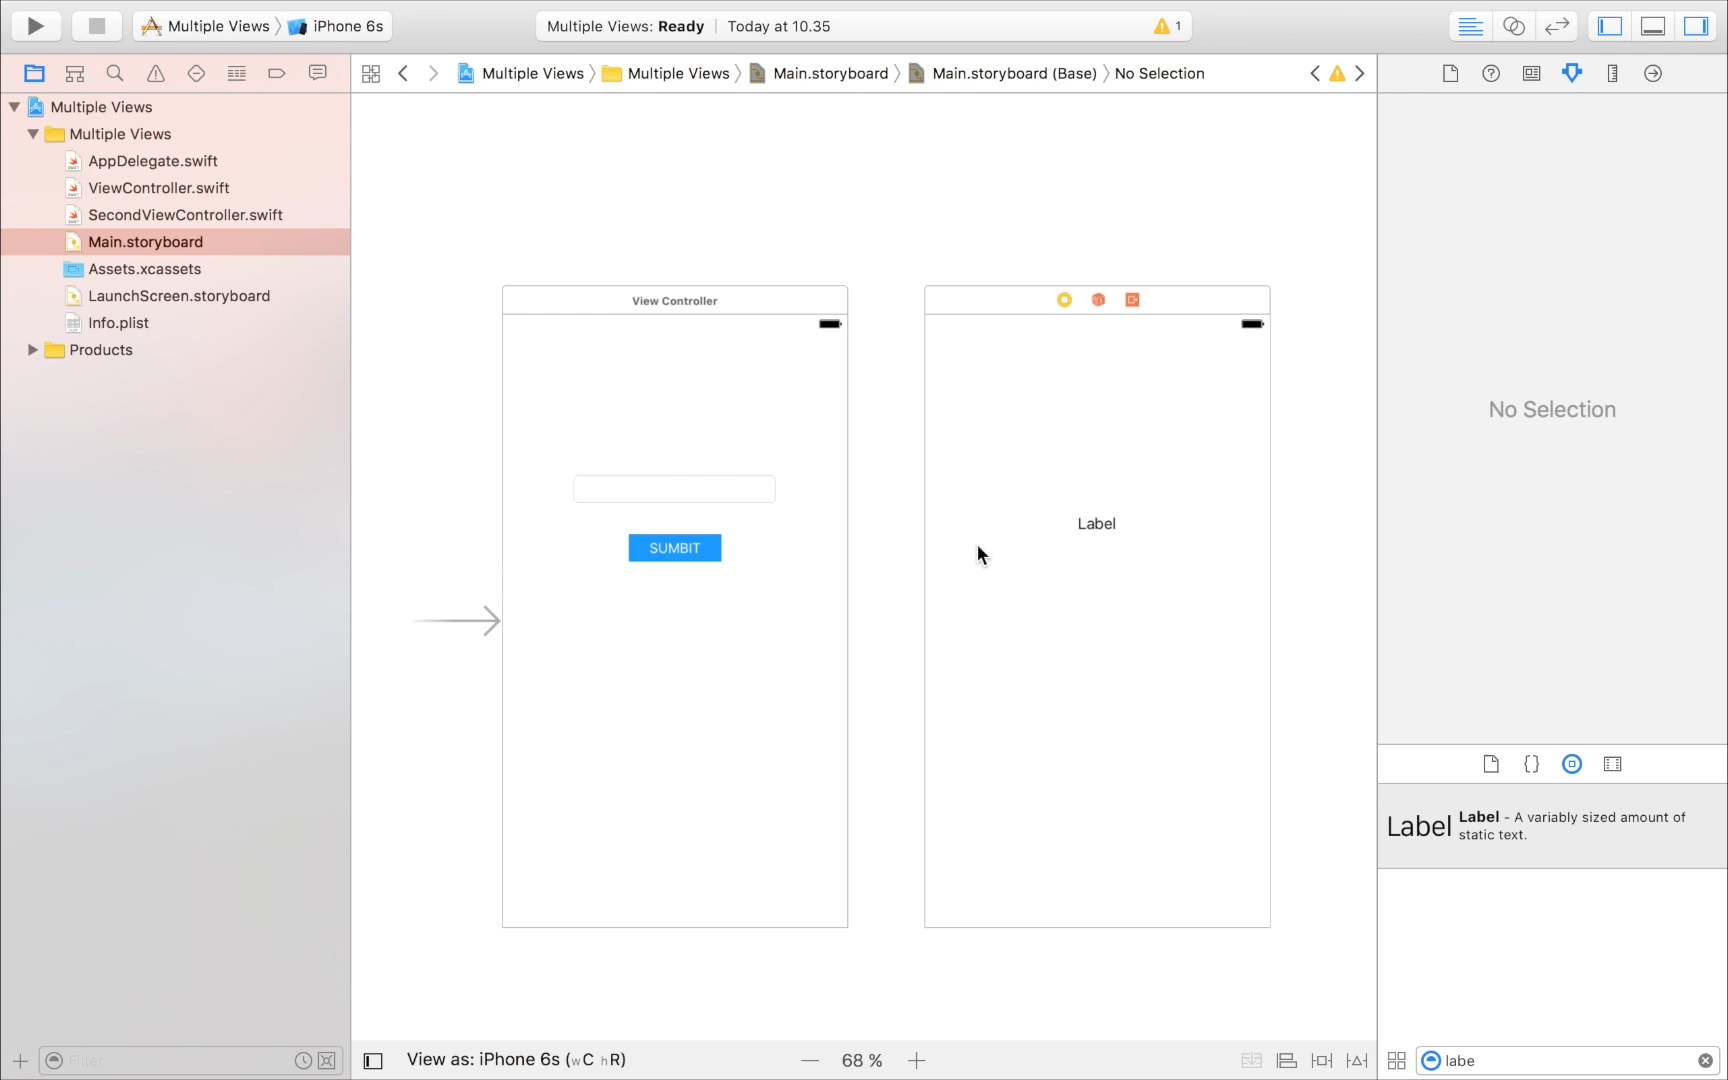 Multiple Views 〉 iPhone 6s
Multiple Views: Ready | Today at 10.35
1
Multiple Views 〉 Multiple Views 〉 Main.storyboard 〉 Main.storyboard (Base) 〉 No Selection
Multiple Views
Multiple Views
AppDelegate.swift
ViewController.swift
SecondViewController.swift
Main.storyboard
Assets.xcassets
LaunchScreen.storyboard
Info.plist
Products
View Controller
SUMBIT
Label
No Selection
Label
Label - A variably sized amount of
static text.
Filter
View as: iPhone 6s (wC hR)
68 %
labe